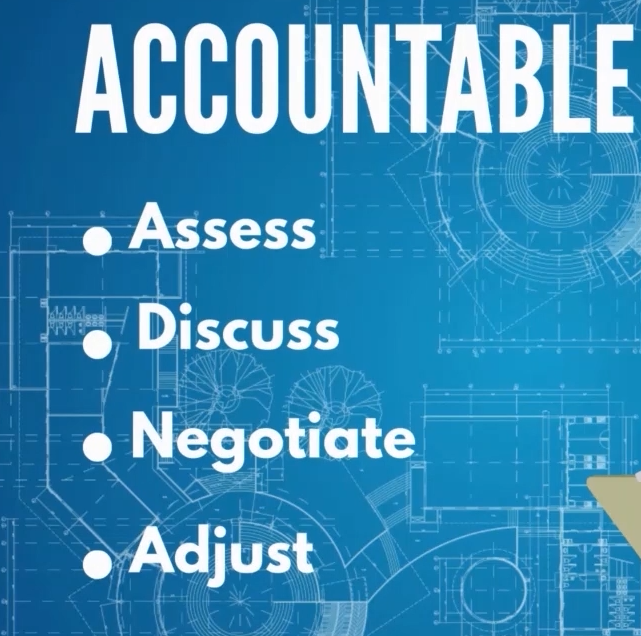 ACCOUNTABLE
• Assess
• Discuss
• Negotiate
• Adjust